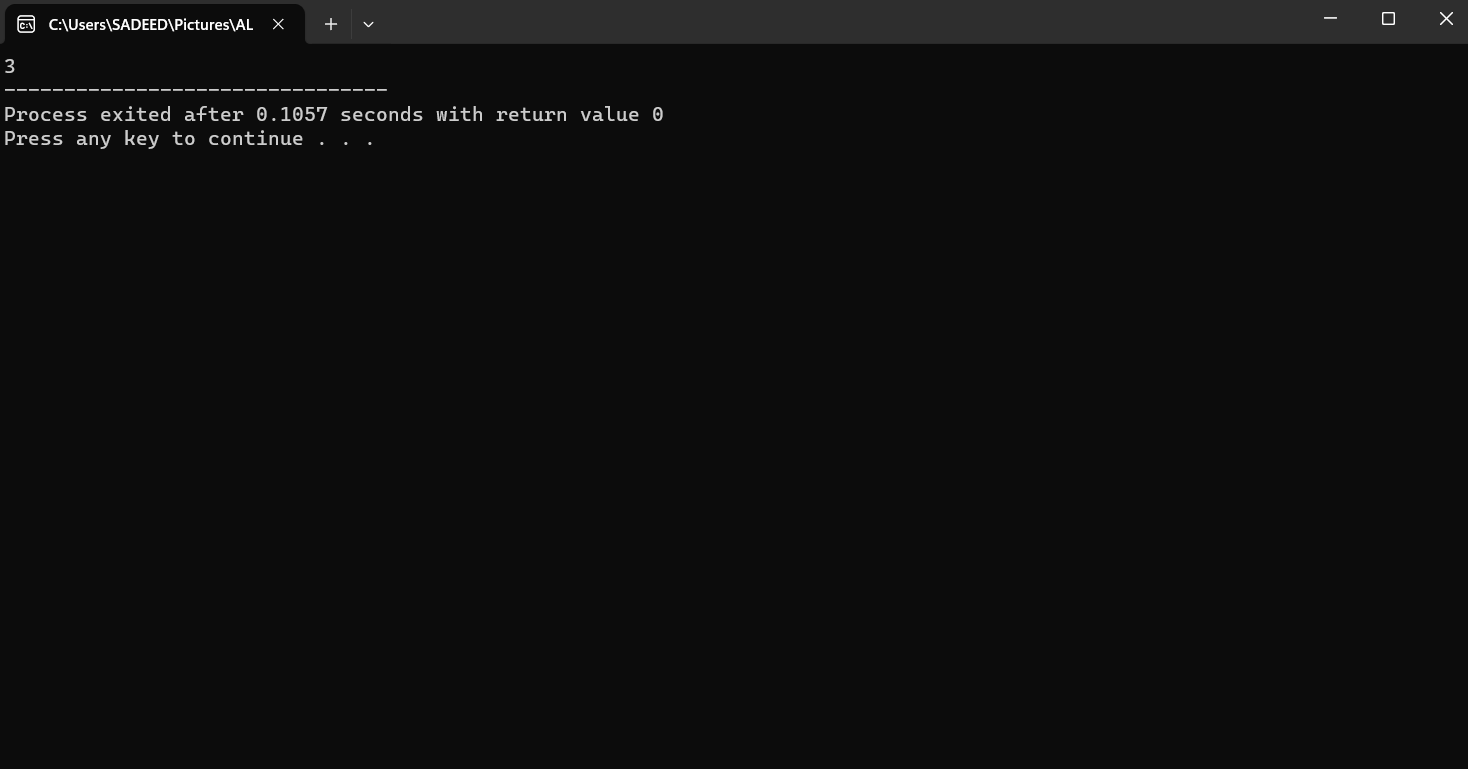 C:\Users\SADEED\Pictures\AL
3
--------------------------------
Process exited after 0.1057 seconds with return value 0
Press any key to continue . . .